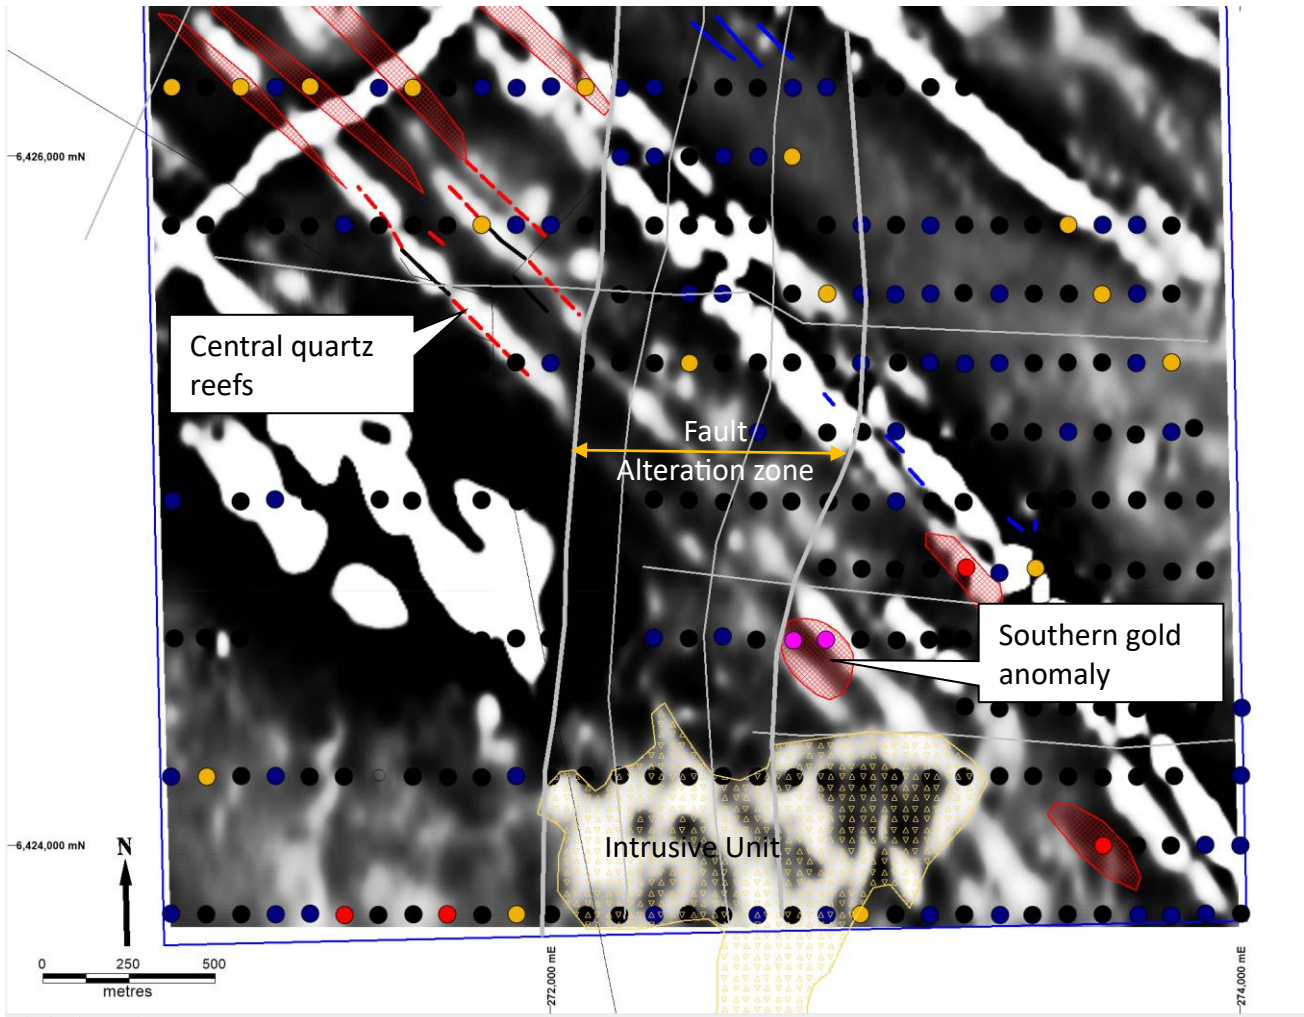 6,426,000 mN
Central quartz
reefs
Fault
Alteration zone
Southern gold
anomaly
Intrusive Unit
6,424,000 mN
N
0 250 500
metres
272,000 mE
274,000 mE